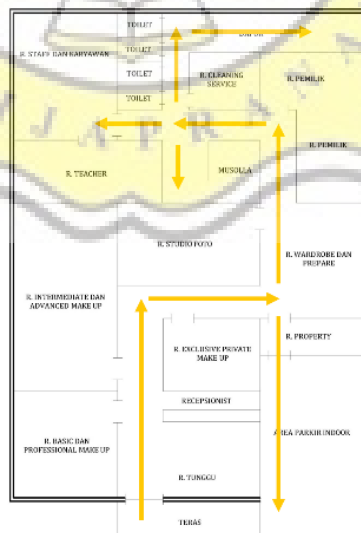 TOILET
TOILET
R. STAFF DAN KARYAWAN
TOILET
R. CLEANING
SERVICE
R. PEMILIK
TOILET
R. PEMILIK
R. TEACHER
MUSOLLA
R. STUDIO FOTO
R. WARDROBE DAN
PREPARE
R. INTERMEDIATE DAN
ADVANCED MAKE UP
R. PROPERTY
R. EXCLUSIVE PRIVATE
MAKE UP
RECEPSIONIST
AREA PARKIR INDOOR
R. BASIC DAN
PROFESSIONAL MAKE UP
R. TUNGGU
TERAS